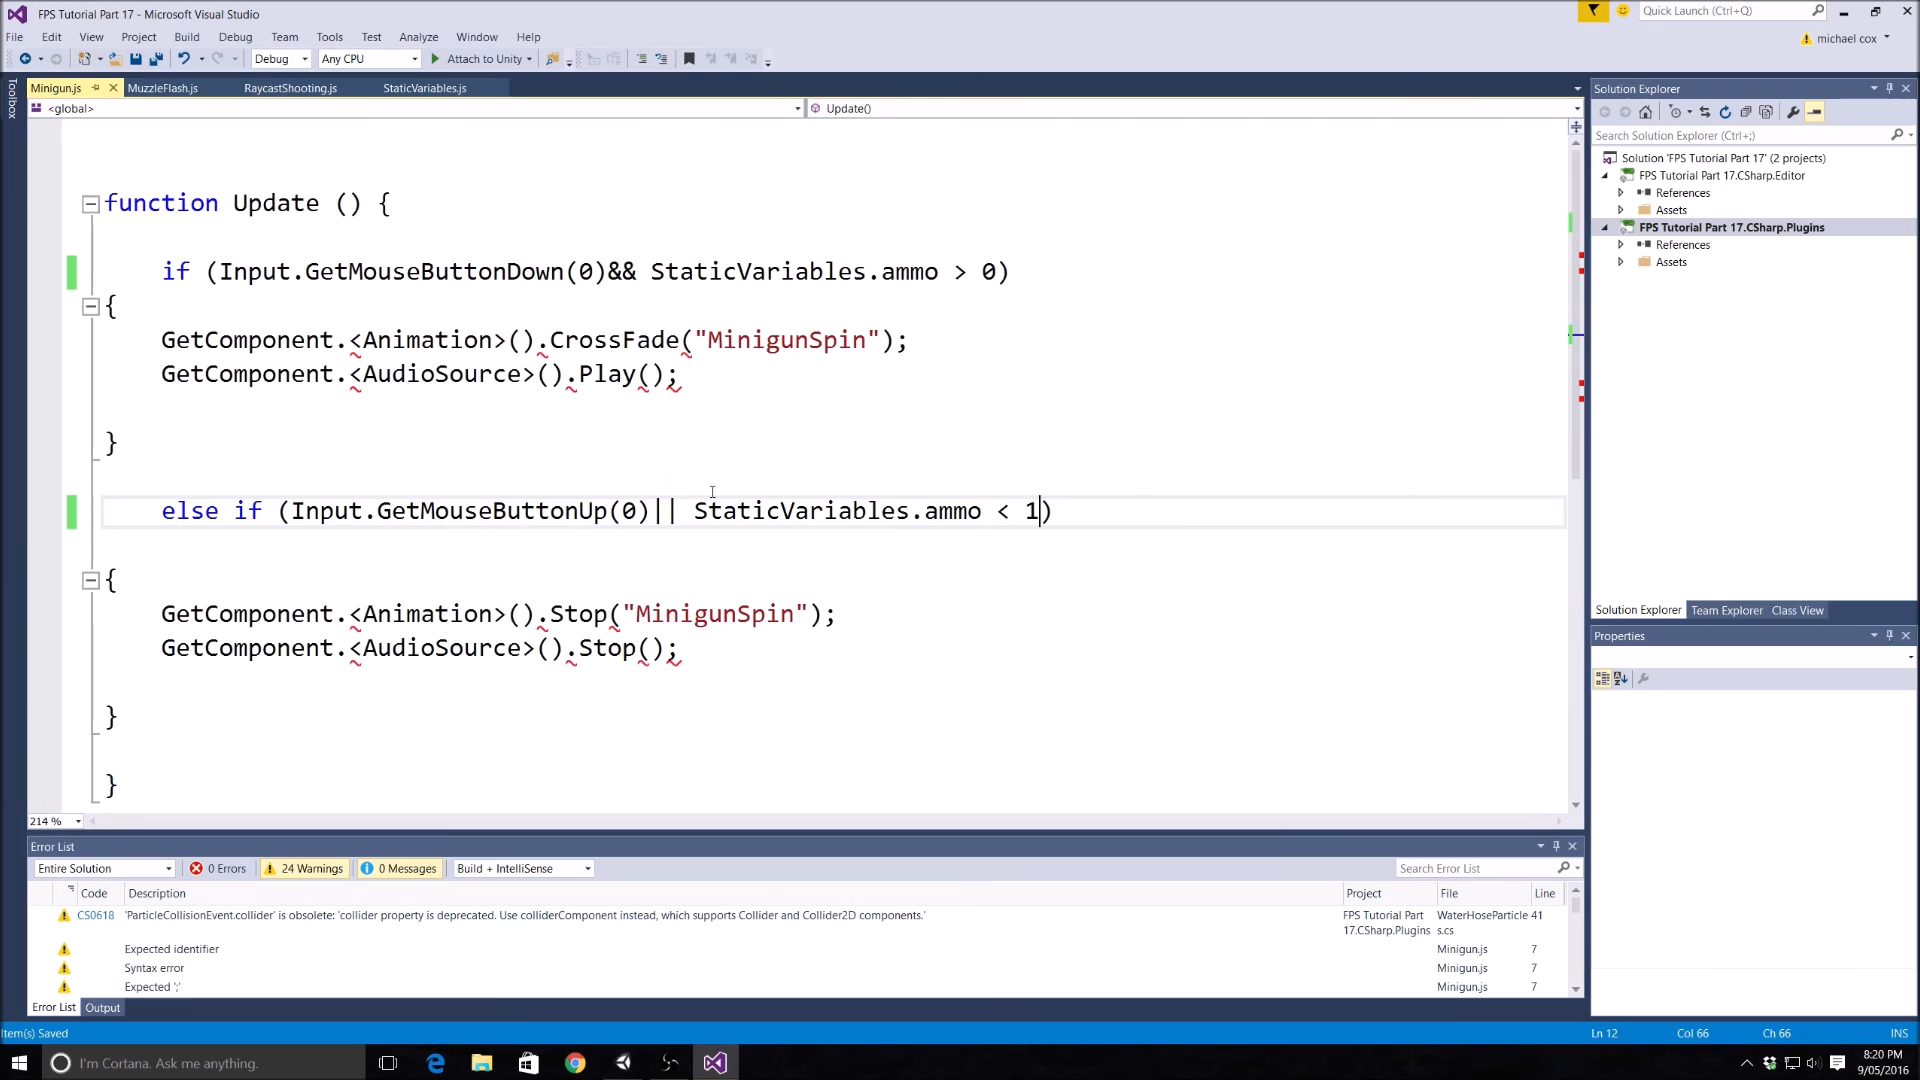 FPS Tutorial Part 17 - Microsoft Visual Studio
Quick Launch (Ctrl+Q)
File Edit View Project Build Debug Team Tools Test Analyze Window Help
michael cox
Debug Any CPU Attach to Unity
Toolbox
Minigun.js MuzzleFlash.js RaycastShooting.js StaticVariables.js
<global> Update()
function Update () {
if (Input.GetMouseButtonDown(0)&& StaticVariables.ammo > 0)
{
GetComponent.<Animation>().CrossFade("MinigunSpin");
GetComponent.<AudioSource>().Play();
}
else if (Input.GetMouseButtonUp(0)|| StaticVariables.ammo < 1)
{
GetComponent.<Animation>().Stop("MinigunSpin");
GetComponent.<AudioSource>().Stop();
}
}
214 %
Solution Explorer
Search Solution Explorer (Ctrl+;)
Solution 'FPS Tutorial Part 17' (2 projects)
FPS Tutorial Part 17.CSharp.Editor
References
Assets
FPS Tutorial Part 17.CSharp.Plugins
References
Assets
Solution Explorer Team Explorer Class View
Properties
Error List
Entire Solution 0 Errors 24 Warnings 0 Messages Build + IntelliSense Search Error List
Code Description Project File Line
CS0618 'ParticleCollisionEvent.collider' is obsolete: 'collider property is deprecated. Use colliderComponent instead, which supports Collider and Collider2D components.' FPS Tutorial Part WaterHoseParticle 41
17.CSharp.Plugins s.cs
Expected identifier Minigun.js 7
Syntax error Minigun.js 7
Expected ';' Minigun.js 7
Error List Output
Item(s) Saved Ln 12 Col 66 Ch 66 INS
I'm Cortana. Ask me anything.
8:20 PM
9/05/2016